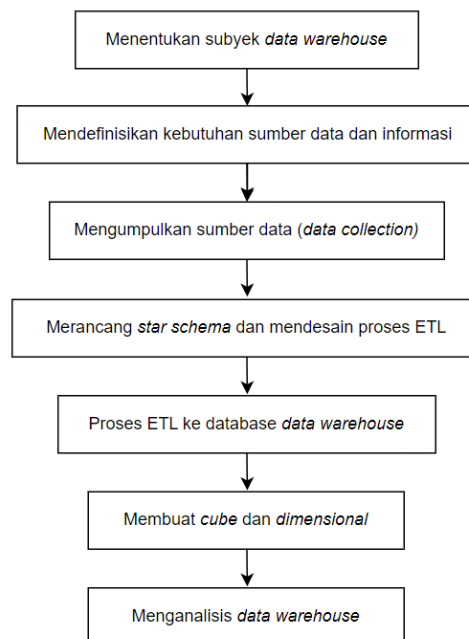 Menentukan subyek data warehouse
Mendefinisikan kebutuhan sumber data dan informasi
Mengumpulkan sumber data (data collection)
Merancang star schema dan mendesain proses ETL
Proses ETL ke database data warehouse
Membuat cube dan dimensional
Menganalisis data warehouse